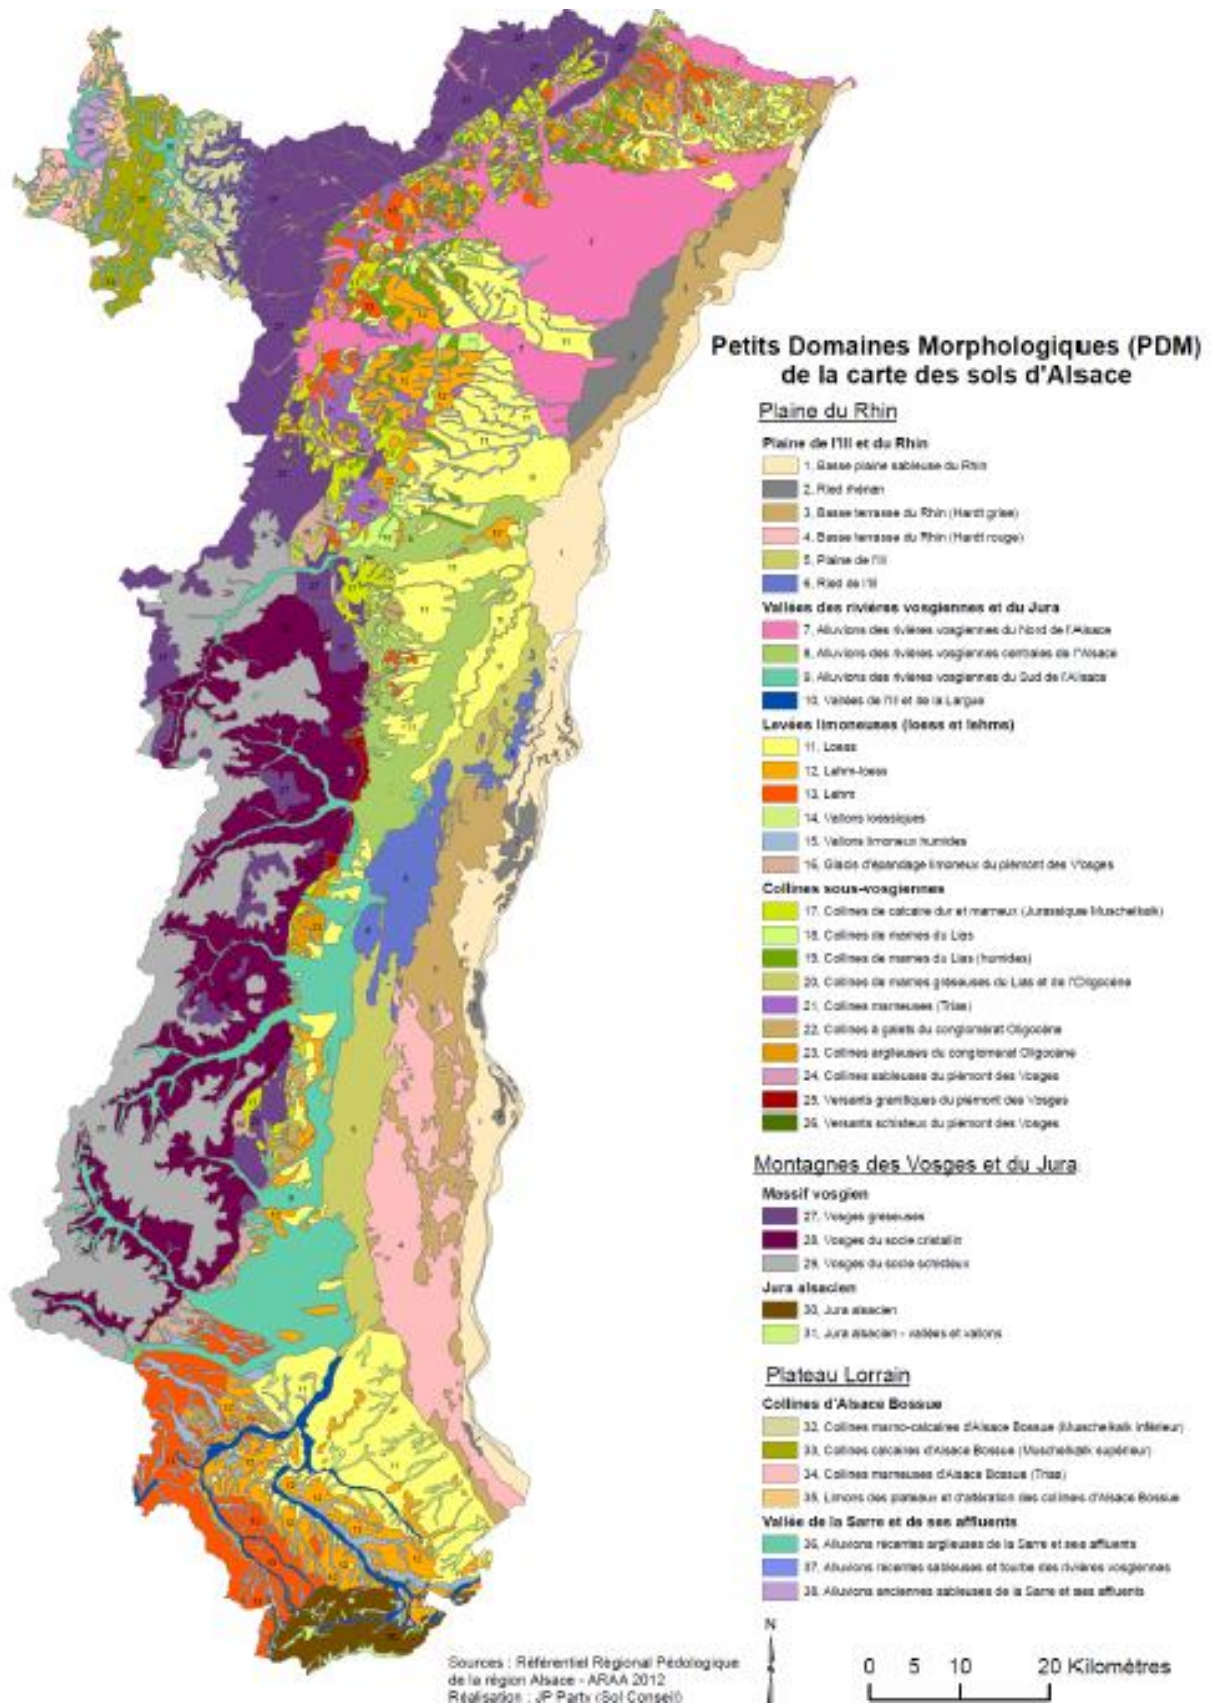 Petits Domaines Morphologiques (PDM)
de la carte des sols d'Alsace
Plaine du Rhin
Plaine de l'Ill et du Rhin
1, Basse plaine sableuse du Rhin
2, Ried rhénan
3, Basse terrasse du Rhin (Hardt grise)
4, Basse terrasse du Rhin (Hardt rouge)
5, Plaine de l'Ill
6, Ried de l'Ill
Vallées des rivières vosgiennes et du Jura
7, Alluvions des rivières vosgiennes du Nord de l'Alsace
8, Alluvions des rivières vosgiennes centrales de l'Alsace
9, Alluvions des rivières vosgiennes du Sud de l'Alsace
10, Vallées de l'Ill et de la Largue
Levées limoneuses (loess et lehms)
11, Loess
12, Lehm-loess
13, Lehm
14, Vallons loessiques
15, Vallons limoneux humides
16, Glacis d'épandage limoneux du piémont des Vosges
Collines sous-vosgiennes
17, Collines de calcaire dur et marneux (Jurassique Muschelkalk)
18, Collines de marnes du Lias
19, Collines de marnes du Lias (humides)
20, Collines de marnes gréseuses du Lias et de l'Oligocène
21, Collines marneuses (Trias)
22, Collines à galets du conglomérat Oligocène
23, Collines argileuses du conglomérat Oligocène
24, Collines sableuses du piémont des Vosges
25, Versants granitiques du piémont des Vosges
26, Versants schisteux du piémont des Vosges
Montagnes des Vosges et du Jura
Massif vosgien
27, Vosges gréseuses
28, Vosges du socle cristallin
29, Vosges du socle schisteux
Jura alsacien
30, Jura alsacien
31, Jura alsacien - vallées et vallons
Plateau Lorrain
Collines d'Alsace Bossue
32, Collines marno-calcaires d'Alsace Bossue (Muschelkalk inférieur)
33, Collines calcaires d'Alsace Bossue (Muschelkalk supérieur)
34, Collines marneuses d'Alsace Bossue (Trias)
35, Limons des plateaux et d'altération des collines d'Alsace Bossue
Vallée de la Sarre et de ses affluents
36, Alluvions récentes argileuses de la Sarre et ses affluents
37, Alluvions récentes sableuses et tourbe des rivières vosgiennes
38, Alluvions anciennes sableuses de la Sarre et ses affluents
N
0 5 10 20 Kilomètres
Sources : Référentiel Régional Pédologique
de la région Alsace - ARAA 2012
Réalisation : JP Party (Sol Conseil)